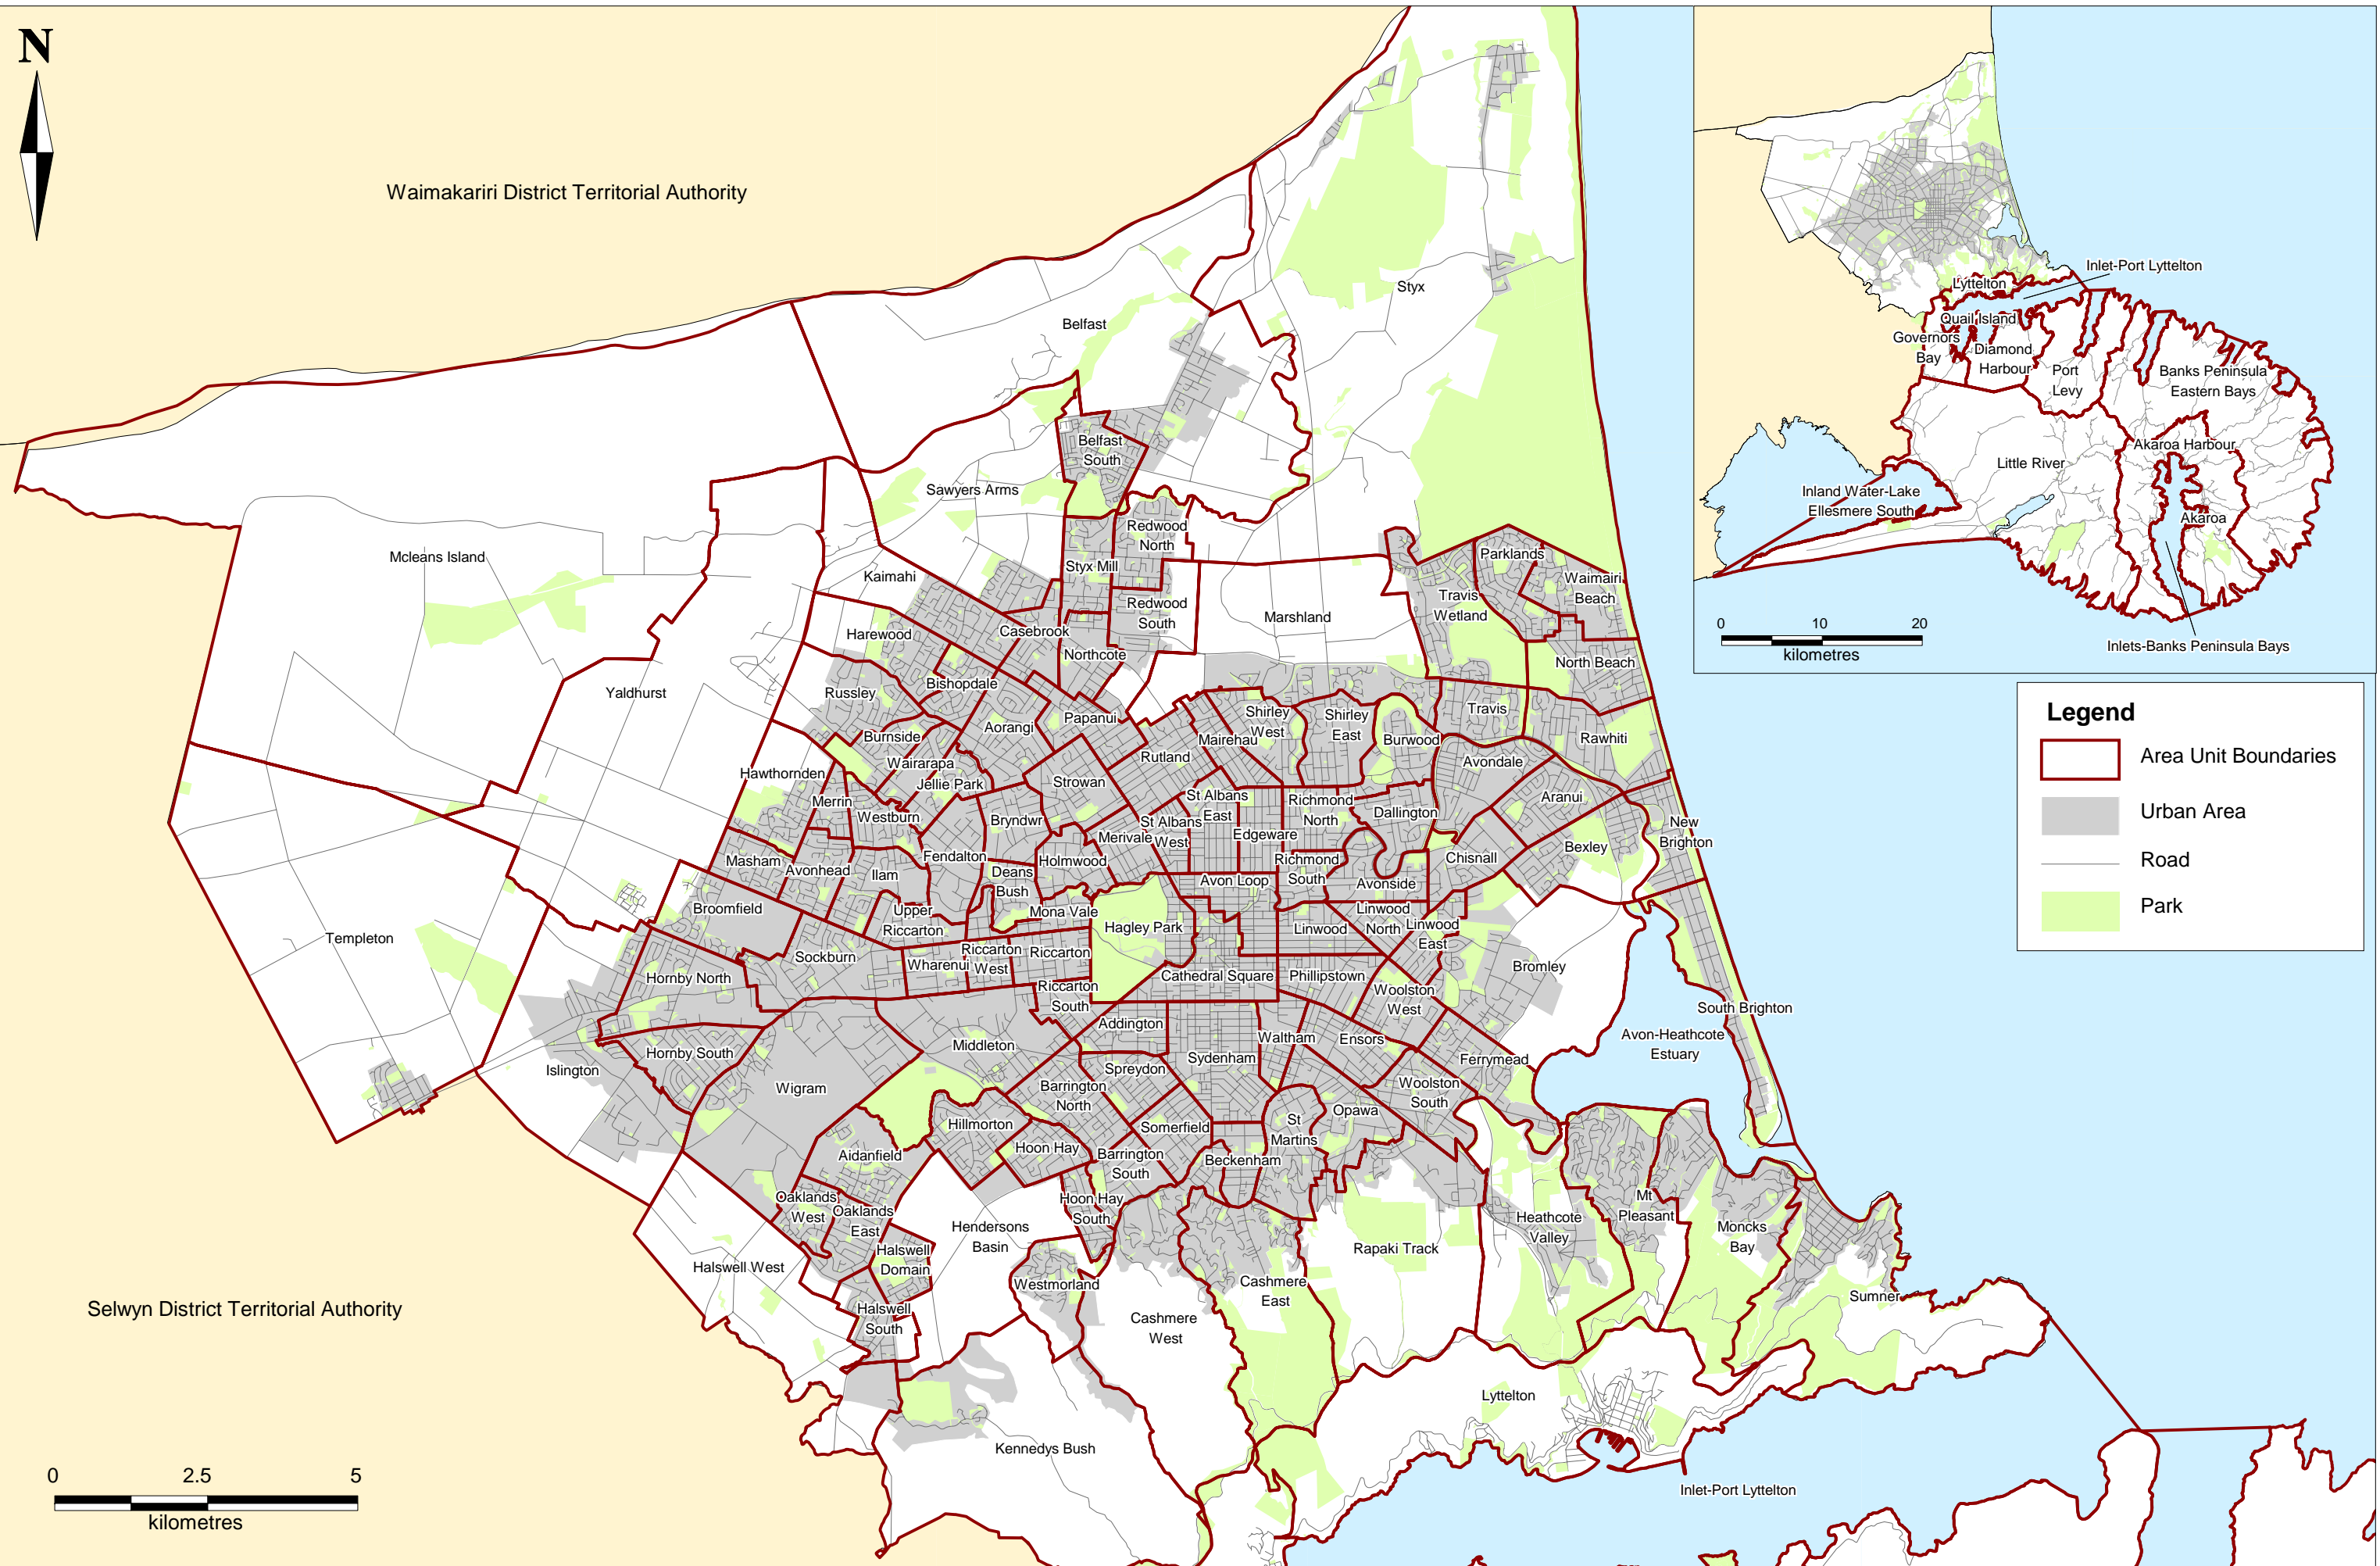 N
Waimakariri District Territorial Authority
Styx
Belfast
Belfast
South
Sawyers Arms
Redwood
North
Mcleans Island
Styx Mill
Kaimahi
Parklands
Waimairi
Beach
Travis
Wetland
Redwood
South
Marshland
Casebrook
Harewood
Northcote
North Beach
Yaldhurst
Bishopdale
Russley
Aorangi
Papanui
Shirley
West
Shirley
East
Travis
Burnside
Mairehau
Burwood
Rawhiti
Rutland
Wairarapa
Avondale
Hawthornden
Jellie Park
Strowan
Merrin
St Albans
East
Richmond
North
Aranui
Westburn
Bryndwr
St Albans
West
Dallington
New
Brighton
Merivale
Edgeware
Masham
Fendalton
Holmwood
Richmond
South
Chisnall
Bexley
Avonhead
Ilam
Deans
Bush
Avon Loop
Avonside
Broomfield
Upper
Riccarton
Mona Vale
Linwood
North
Hagley Park
Linwood
Linwood
East
Templeton
Sockburn
Wharenui
Riccarton
West
Riccarton
Hornby North
Cathedral Square
Phillipstown
Bromley
Riccarton
South
Woolston
West
South Brighton
Addington
Waltham
Ensors
Avon-Heathcote
Estuary
Hornby South
Middleton
Sydenham
Ferrymead
Islington
Wigram
Spreydon
Barrington
North
Woolston
South
Hillmorton
Somerfield
St
Martins
Opawa
Aidanfield
Hoon Hay
Barrington
South
Beckenham
Oaklands
West
Oaklands
East
Hoon Hay
South
Mt
Pleasant
Hendersons
Basin
Heathcote
Valley
Moncks
Bay
Halswell
Domain
Rapaki Track
Halswell West
Westmorland
Cashmere
East
Sumner
Selwyn District Territorial Authority
Halswell
South
Cashmere
West
Lyttelton
Kennedys Bush
Inlet-Port Lyttelton
0 2.5 5
kilometres
Inlet-Port Lyttelton
Lyttelton
Quail Island
Governors
Bay
Diamond
Harbour
Port
Levy
Banks Peninsula
Eastern Bays
Akaroa Harbour
Little River
Inland Water-Lake
Ellesmere South
Akaroa
0 10 20
kilometres
Inlets-Banks Peninsula Bays
Legend
Area Unit Boundaries
Urban Area
Road
Park